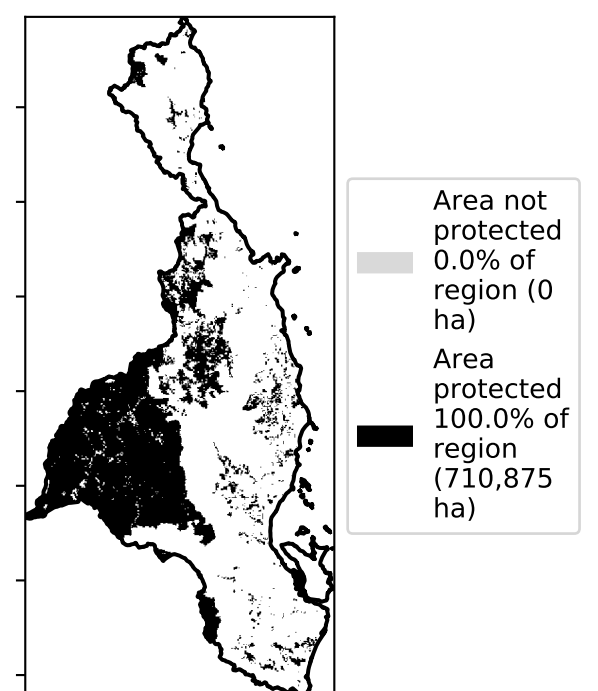 Area not
protected
0.0% of
region (0
ha)
Area
protected
100.0% of
region
(710,875
ha)